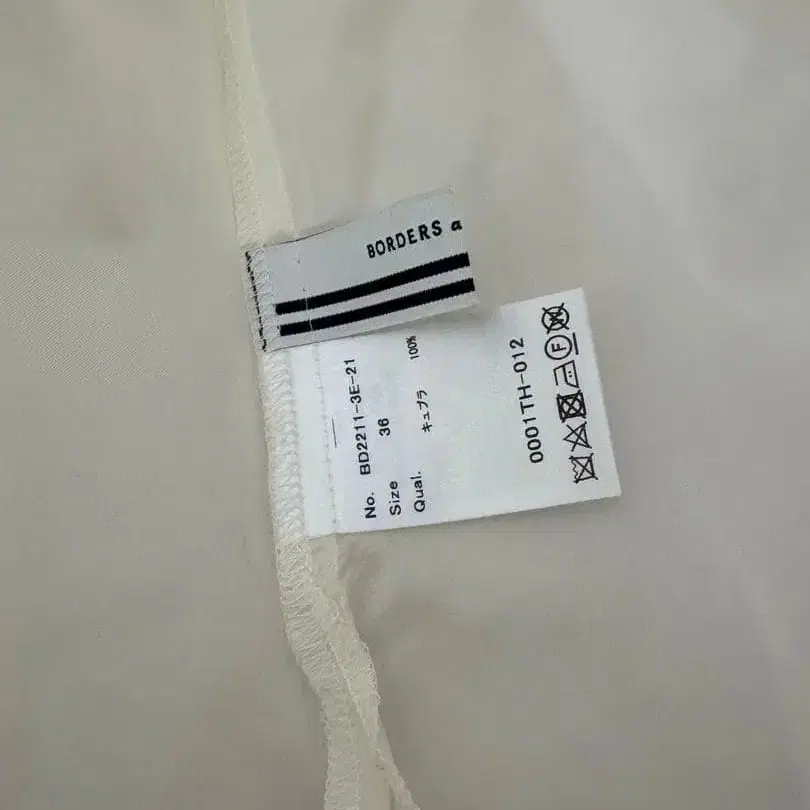 BORDERS a
No. BD2211-3E-21
Size 36
Qual. キュプラ 100%
0001TH-012
F